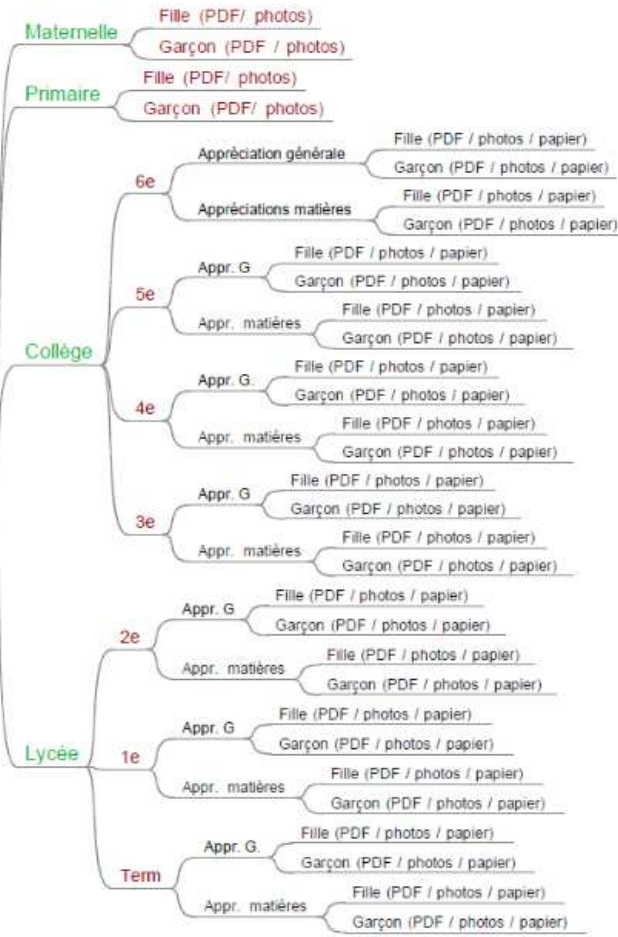 Maternelle
Fille (PDF/ photos)
Garçon (PDF / photos)
Primaire
Fille (PDF/ photos)
Garçon (PDF/ photos)
Collège
6e
Appréciation générale
Fille (PDF / photos / papier)
Garçon (PDF / photos / papier)
Appréciations matières
Fille (PDF / photos / papier)
Garçon (PDF / photos / papier)
5e
Appr. G
Fille (PDF / photos / papier)
Garçon (PDF / photos / papier)
Appr. matières
Fille (PDF / photos / papier)
Garçon (PDF / photos / papier)
4e
Appr. G.
Fille (PDF / photos / papier)
Garçon (PDF / photos / papier)
Appr. matières
Fille (PDF / photos / papier)
Garçon (PDF / photos / papier)
3e
Appr. G
Fille (PDF / photos / papier)
Garçon (PDF / photos / papier)
Appr. matières
Fille (PDF / photos / papier)
Garçon (PDF / photos / papier)
Lycée
2e
Appr. G
Fille (PDF / photos / papier)
Garçon (PDF / photos / papier)
Appr. matières
Fille (PDF / photos / papier)
Garçon (PDF / photos / papier)
1e
Appr. G
Fille (PDF / photos / papier)
Garçon (PDF / photos / papier)
Appr. matières
Fille (PDF / photos / papier)
Garçon (PDF / photos / papier)
Term
Appr. G.
Fille (PDF / photos / papier)
Garçon (PDF / photos / papier)
Appr. matières
Fille (PDF / photos / papier)
Garçon (PDF / photos / papier)